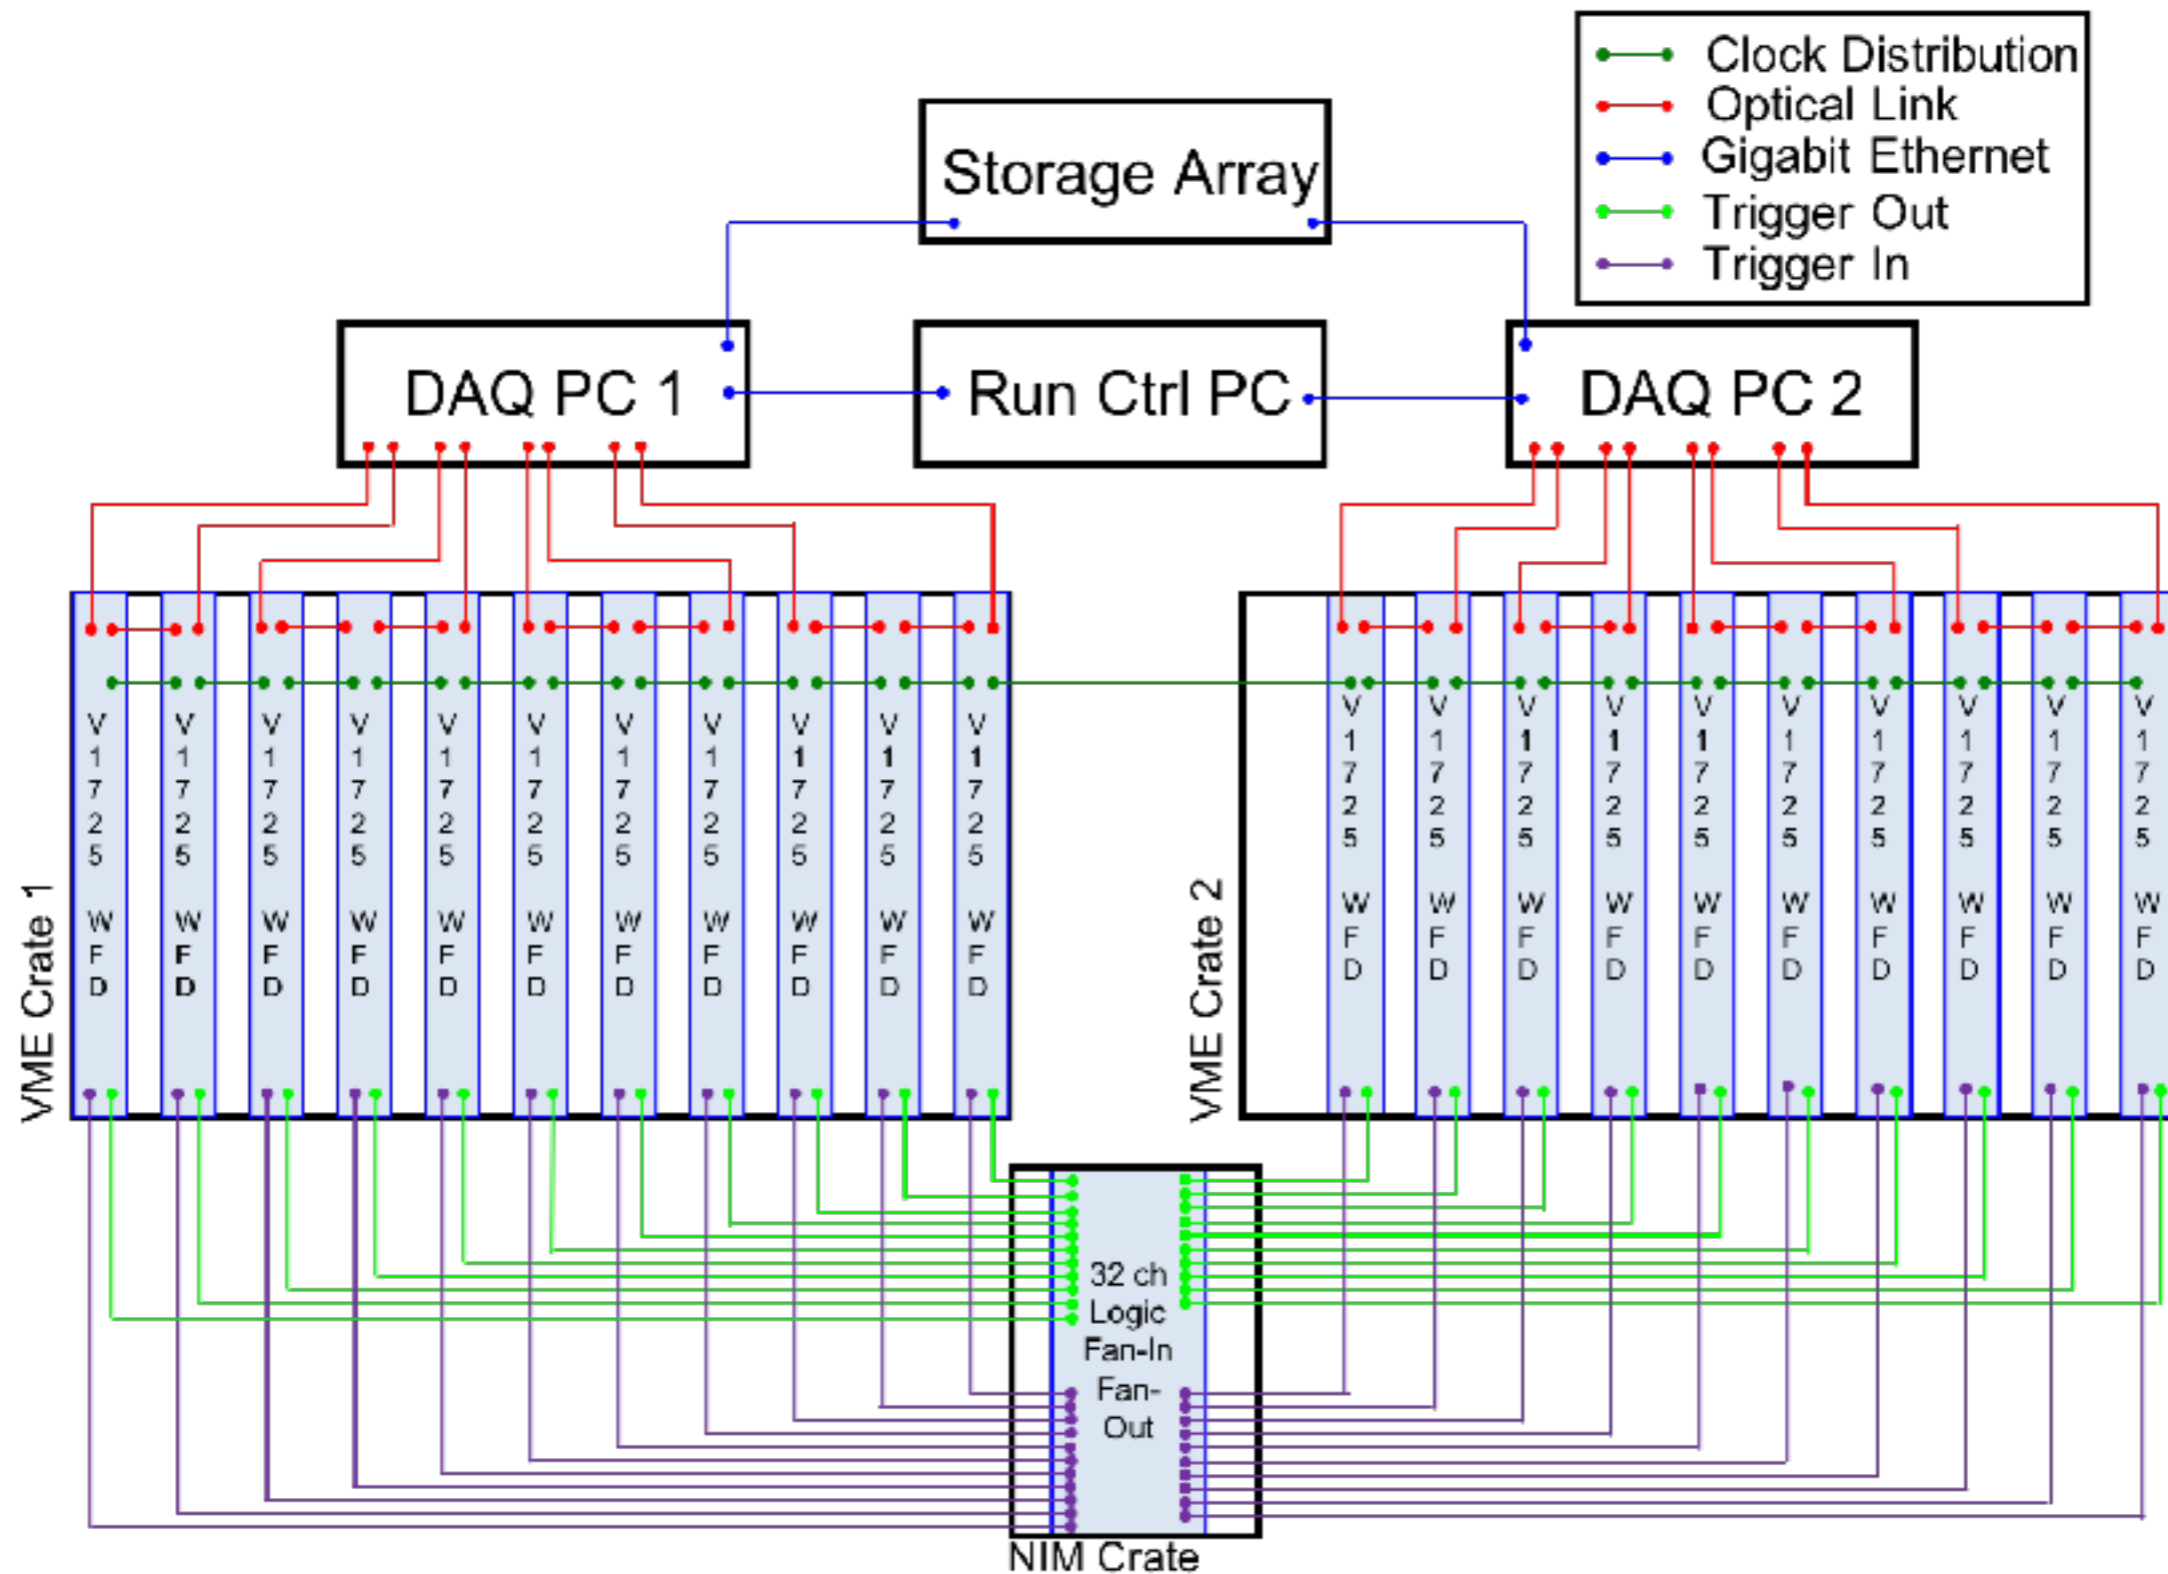 Clock Distribution
Optical Link
Gigabit Ethernet
Trigger Out
Trigger In
Storage Array
DAQ PC 1
Run Ctrl PC
DAQ PC 2
VME Crate 1
V1725 WFD
V1725 WFD
V1725 WFD
V1725 WFD
V1725 WFD
V1725 WFD
V1725 WFD
V1725 WFD
V1725 WFD
V1725 WFD
V1725 WFD
VME Crate 2
V1725 WFD
V1725 WFD
V1725 WFD
V1725 WFD
V1725 WFD
V1725 WFD
V1725 WFD
V1725 WFD
V1725 WFD
V1725 WFD
32 ch
Logic
Fan-In
Fan-
Out
NIM Crate